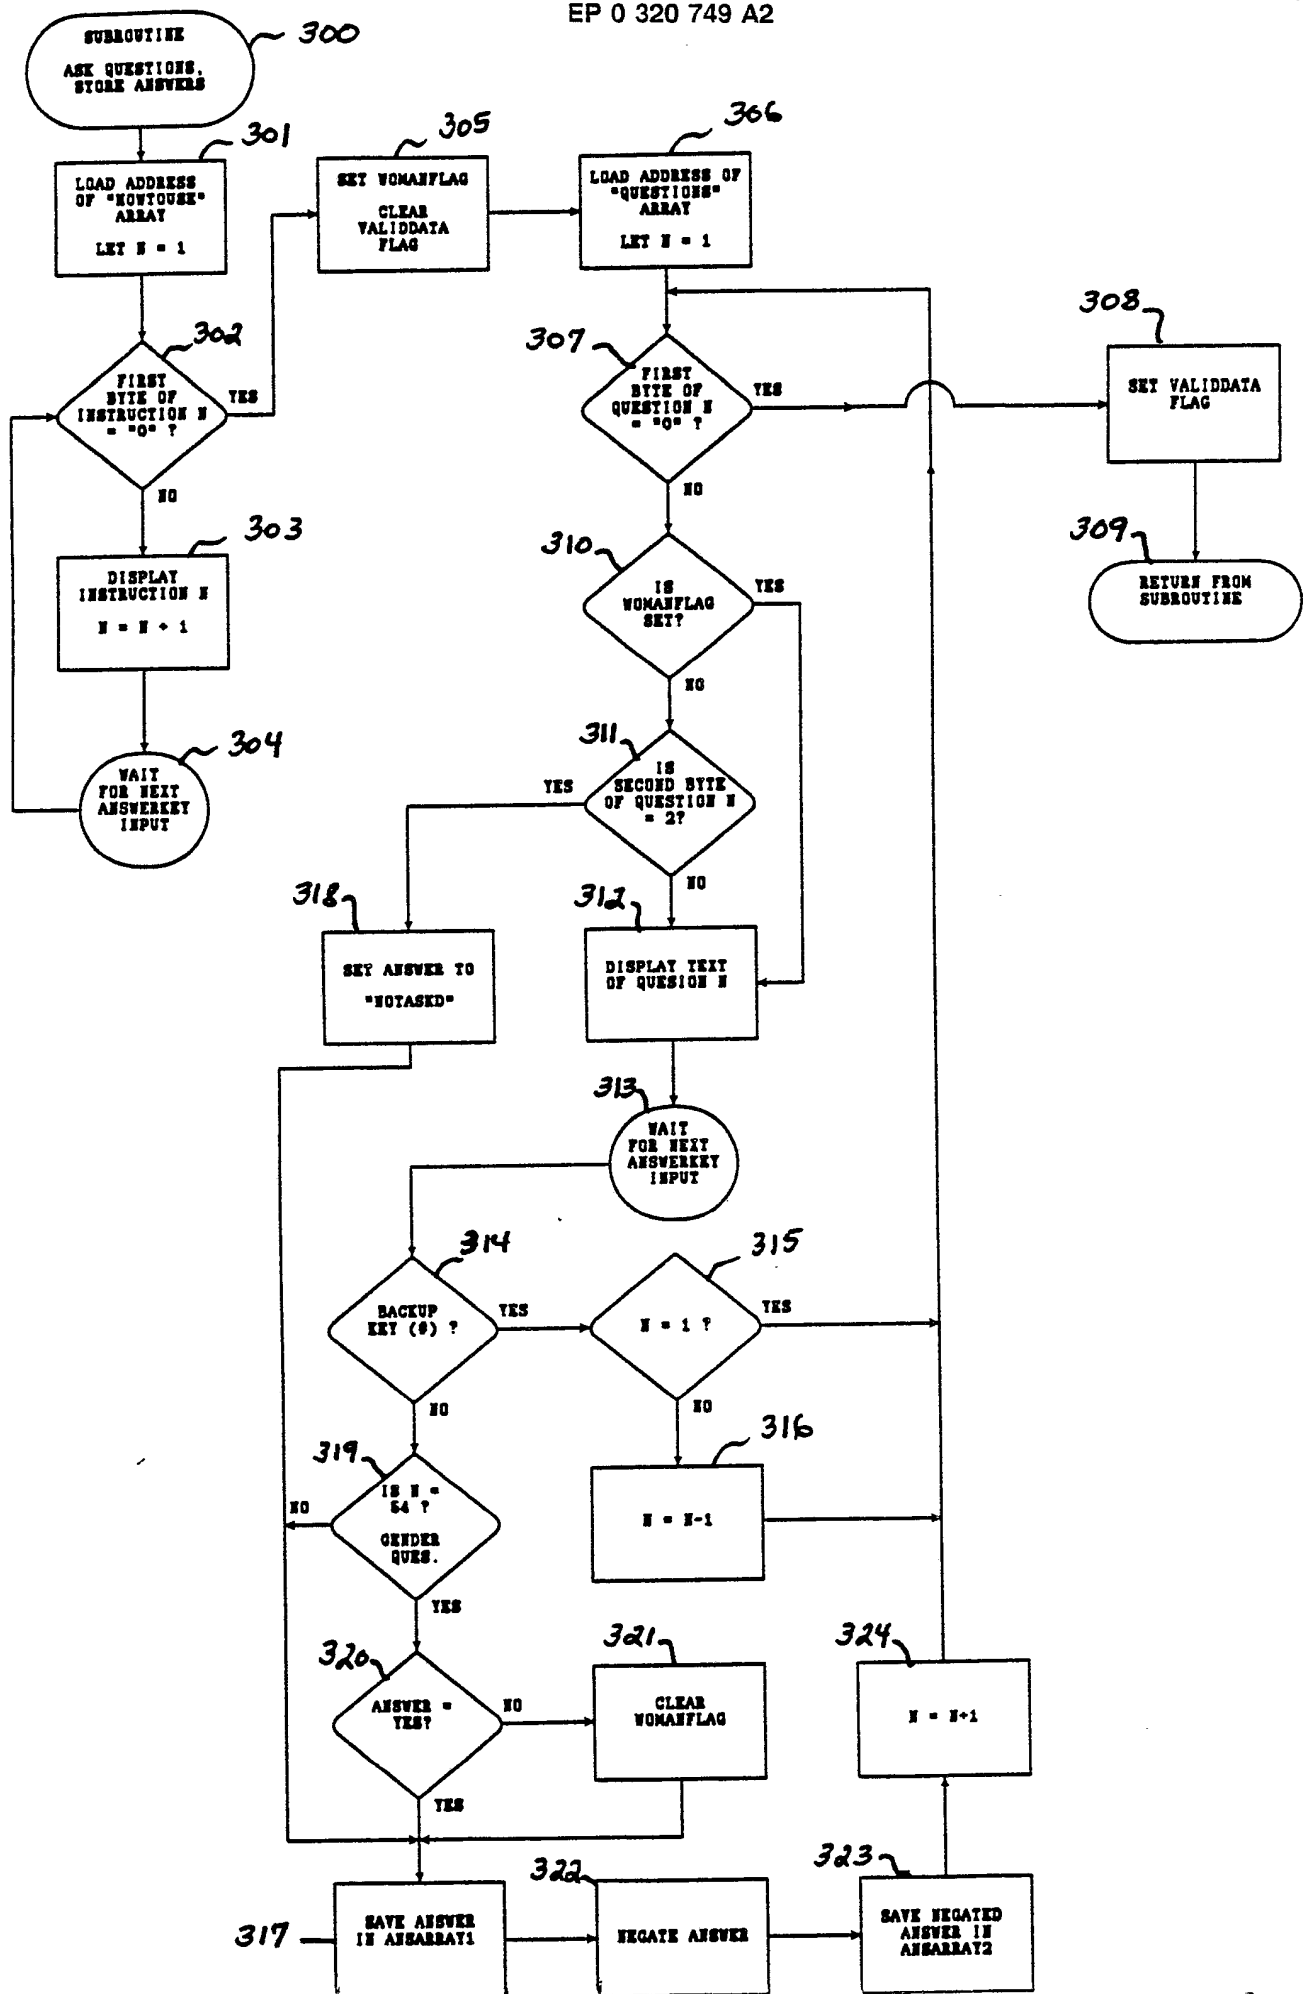 EP 0 320 749 A2
SUBROUTINE
ASK QUESTIONS,
STORE ANSWERS
300
301
LOAD ADDRESS
OF "HOWTOUSE"
ARRAY
LET N = 1
302
FIRST
BYTE OF
INSTRUCTION N
= "0" ?
YES
NO
303
DISPLAY
INSTRUCTION N
N = N + 1
304
WAIT
FOR NEXT
ANSWERKEY
INPUT
305
SET WOMANFLAG
CLEAR
VALIDDATA
FLAG
306
LOAD ADDRESS OF
"QUESTIONS"
ARRAY
LET N = 1
307
FIRST
BYTE OF
QUESTION N
= "0" ?
YES
NO
308
SET VALIDDATA
FLAG
309
RETURN FROM
SUBROUTINE
310
IS
WOMANFLAG
SET?
YES
NO
311
IS
SECOND BYTE
OF QUESTION N
= 2?
YES
NO
318
SET ANSWER TO
"NOTASKD"
312
DISPLAY TEXT
OF QUESION N
313
WAIT
FOR NEXT
ANSWERKEY
INPUT
314
BACKUP
KEY (#) ?
YES
NO
315
N = 1 ?
YES
NO
316
N = N-1
319
IS N =
54 ?
GENDER
QUES.
NO
YES
320
ANSWER =
YES?
NO
YES
321
CLEAR
WOMANFLAG
324
N = N+1
317
SAVE ANSWER
IN ANSARRAY1
322
NEGATE ANSWER
323
SAVE NEGATED
ANSWER IN
ANSARRAY2